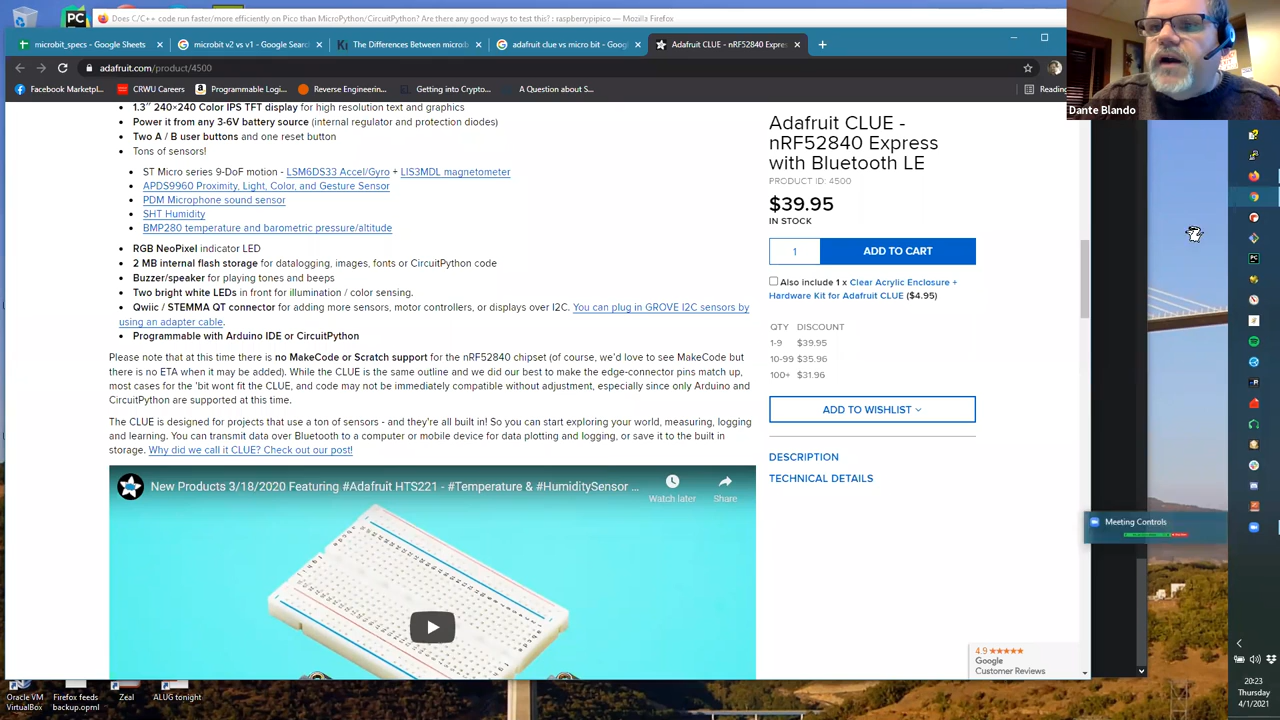 Does C/C++ code run faster/more efficiently on Pico than MicroPython/CircuitPython? Are there any good ways to test this? : raspberrypipico — Mozilla Firefox
microbit_specs - Google Sheets
microbit v2 vs v1 - Google Sear
The Differences Between micro:b
adafruit clue vs micro bit - Goog
Adafruit CLUE - nRF52840 Expre
adafruit.com/product/4500
Facebook Marketpl...
CRWU Careers
Programmable Logi...
Reverse Engineerin...
Getting into Crypto...
A Question about S...
Reading
Dante Blando
1.3″ 240×240 Color IPS TFT display for high resolution text and graphics
Power it from any 3-6V battery source (internal regulator and protection diodes)
Two A / B user buttons and one reset button
Tons of sensors!
ST Micro series 9-DoF motion - LSM6DS33 Accel/Gyro + LIS3MDL magnetometer
APDS9960 Proximity, Light, Color, and Gesture Sensor
PDM Microphone sound sensor
SHT Humidity
BMP280 temperature and barometric pressure/altitude
RGB NeoPixel indicator LED
2 MB internal flash storage for datalogging, images, fonts or CircuitPython code
Buzzer/speaker for playing tones and beeps
Two bright white LEDs in front for illumination / color sensing.
Qwiic / STEMMA QT connector for adding more sensors, motor controllers, or displays over I2C. You can plug in GROVE I2C sensors by
using an adapter cable.
Programmable with Arduino IDE or CircuitPython
Please note that at this time there is no MakeCode or Scratch support for the nRF52840 chipset (of course, we'd love to see MakeCode but
there is no ETA when it may be added). While the CLUE is the same outline and we did our best to make the edge-connector pins match up,
most cases for the 'bit wont fit the CLUE, and code may not be immediately compatible without adjustment, especially since only Arduino and
CircuitPython are supported at this time.
The CLUE is designed for projects that use a ton of sensors - and they're all built in! So you can start exploring your world, measuring, logging
and learning. You can transmit data over Bluetooth to a computer or mobile device for data plotting and logging, or save it to the built in
storage. Why did we call it CLUE? Check out our post!
New Products 3/18/2020 Featuring #Adafruit HTS221 - #Temperature & #HumiditySensor ...
Watch later
Share
Adafruit CLUE -
nRF52840 Express
with Bluetooth LE
PRODUCT ID: 4500
$39.95
IN STOCK
1
ADD TO CART
Also include 1 x Clear Acrylic Enclosure +
Hardware Kit for Adafruit CLUE ($4.95)
QTY DISCOUNT
1-9 $39.95
10-99 $35.96
100+ $31.96
ADD TO WISHLIST
DESCRIPTION
TECHNICAL DETAILS
Meeting Controls
4.9
Google
Customer Reviews
Oracle VM
VirtualBox
Firefox feeds
backup.opml
Zeal
ALUG tonight
20:23
Thursday
4/1/2021